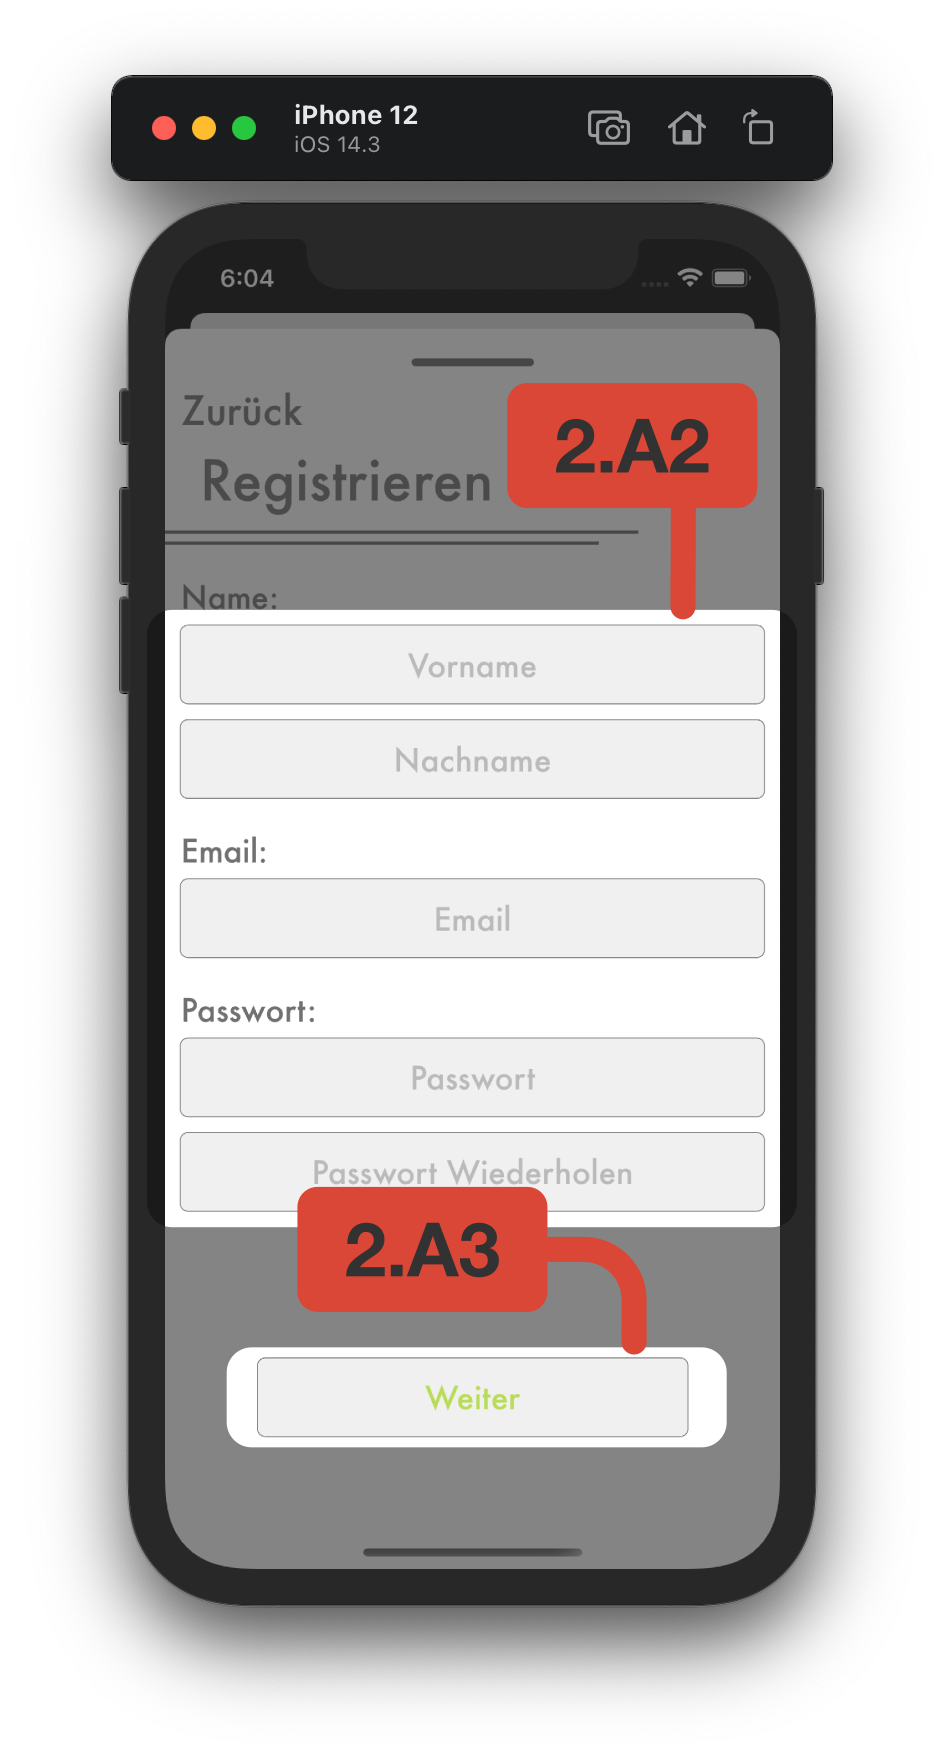 iPhone 12
iOS 14.3
6:04
Zurück
2.A2
Registrieren
Name:
Vorname
Nachname
Email:
Email
Passwort:
Passwort
Passwort Wiederholen
2.A3
Weiter